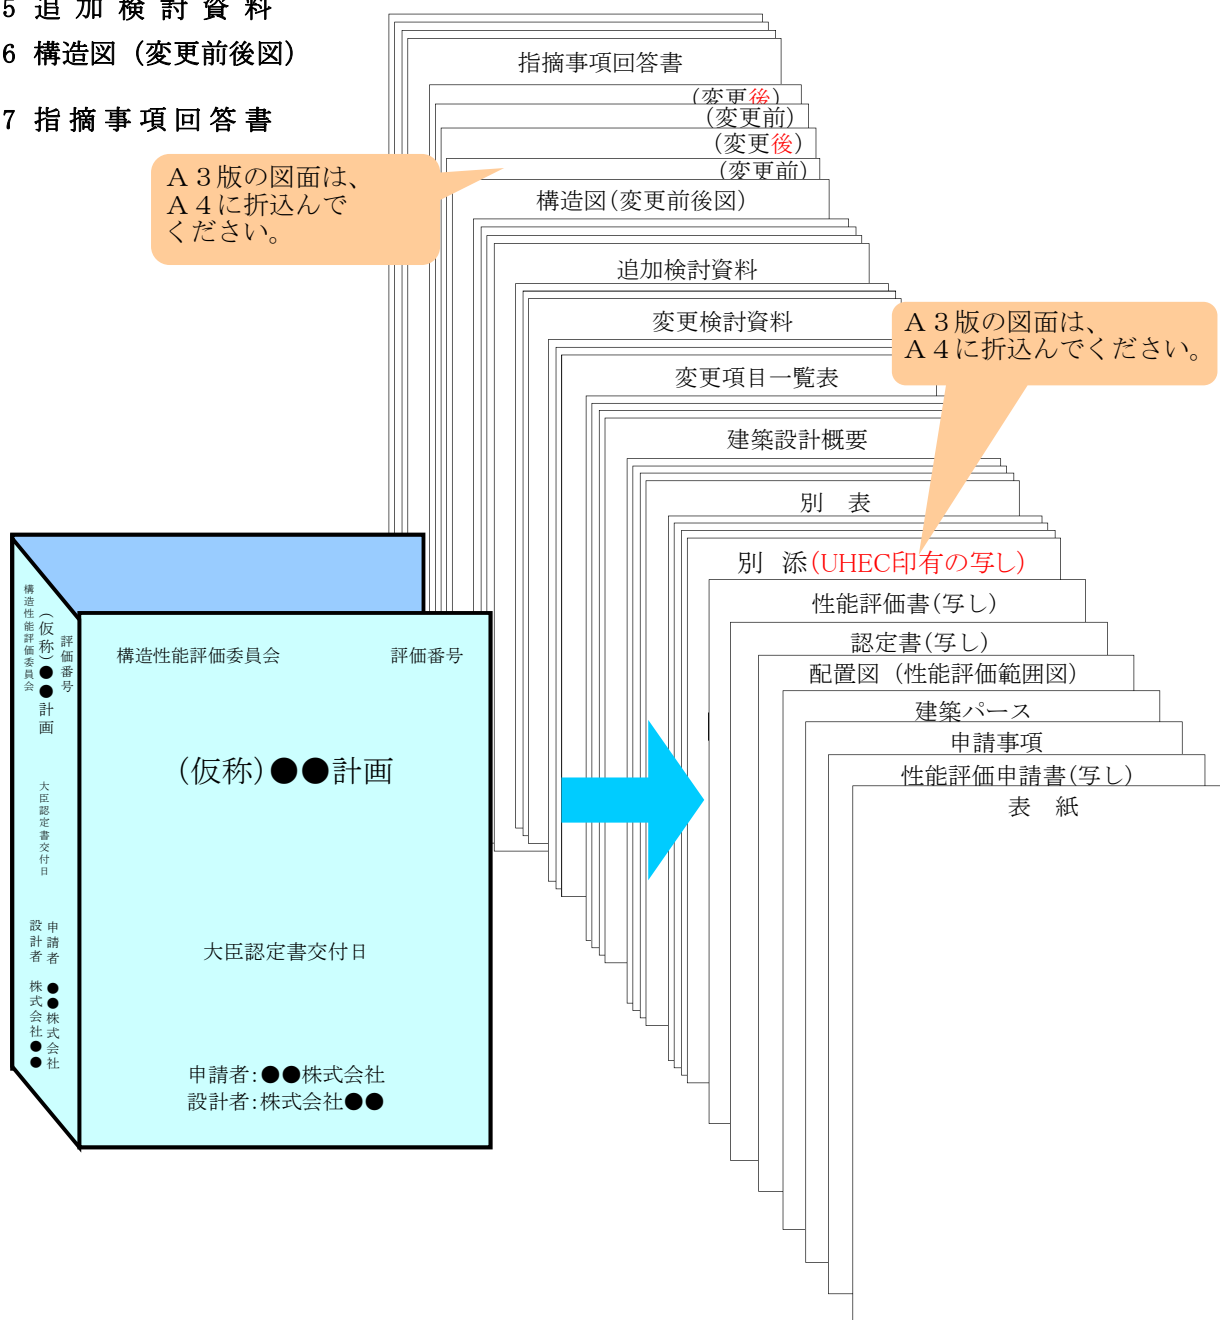 5 追加検討資料
6 構造図（変更前後図）
7 指摘事項回答書
A３版の図面は、
A４に折込んで
ください。
指摘事項回答書
(変更後)
(変更前)
(変更後)
(変更前)
構造図(変更前後図)
追加検討資料
変更検討資料
変更項目一覧表
建築設計概要
別　表
別　添(UHEC印有の写し)
性能評価書(写し)
認定書(写し)
配置図（性能評価範囲図）
建築パース
申請事項
性能評価申請書(写し)
表　紙
A３版の図面は、
A４に折込んでください。
評価番号
(仮称)●●計画
構造性能評価委員会
大臣認定書交付日
申請者　●●株式会社
設計者　株式会社●●
構造性能評価委員会　評価番号
(仮称)●●計画
大臣認定書交付日
申請者:●●株式会社
設計者:株式会社●●